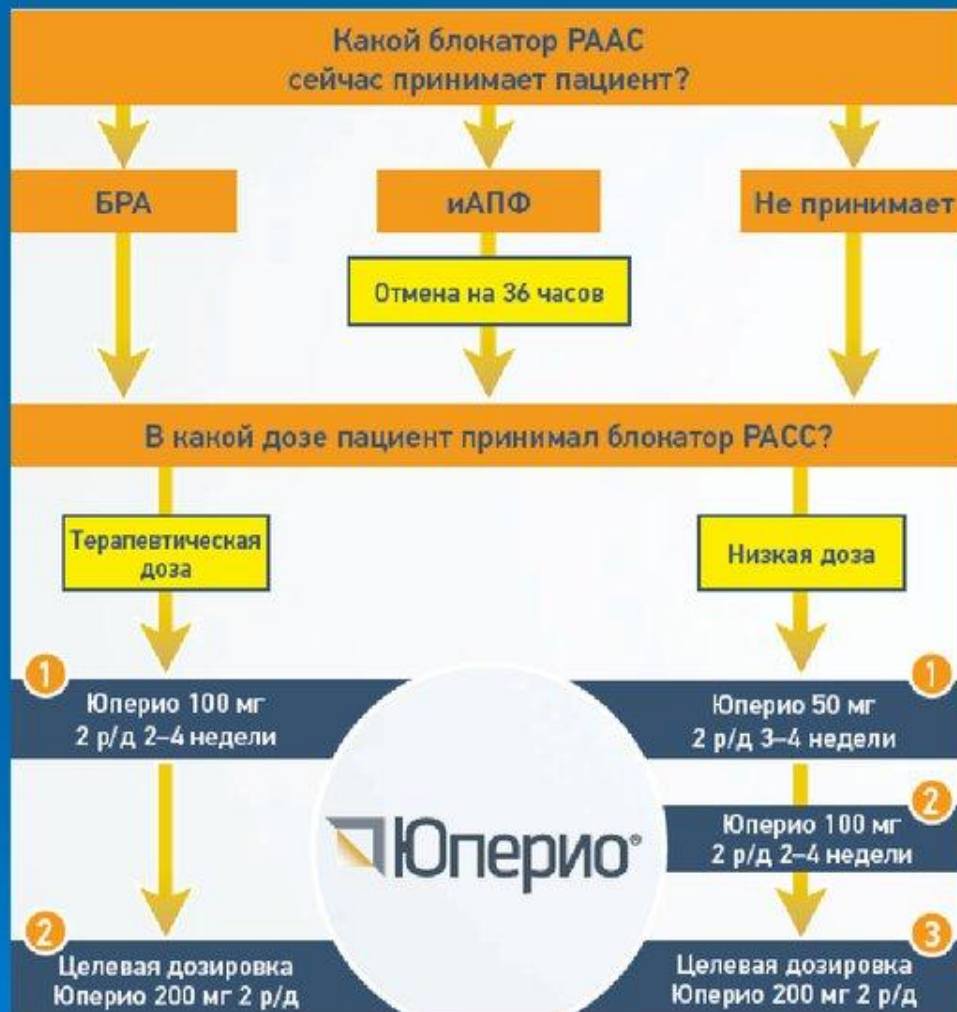 Какой блокатор РААС
сейчас принимает пациент?
БРА
иАПФ
Не принимает
Отмена на 36 часов
В какой дозе пациент принимал блокатор РАСС?
Терапевтическая
доза
Низкая доза
1
Юперио 100 мг
2 р/д 2–4 недели
1
Юперио 50 мг
2 р/д 3–4 недели
2
Юперио 100 мг
2 р/д 2–4 недели
Юперио®
2
Целевая дозировка
Юперио 200 мг 2 р/д
3
Целевая дозировка
Юперио 200 мг 2 р/д